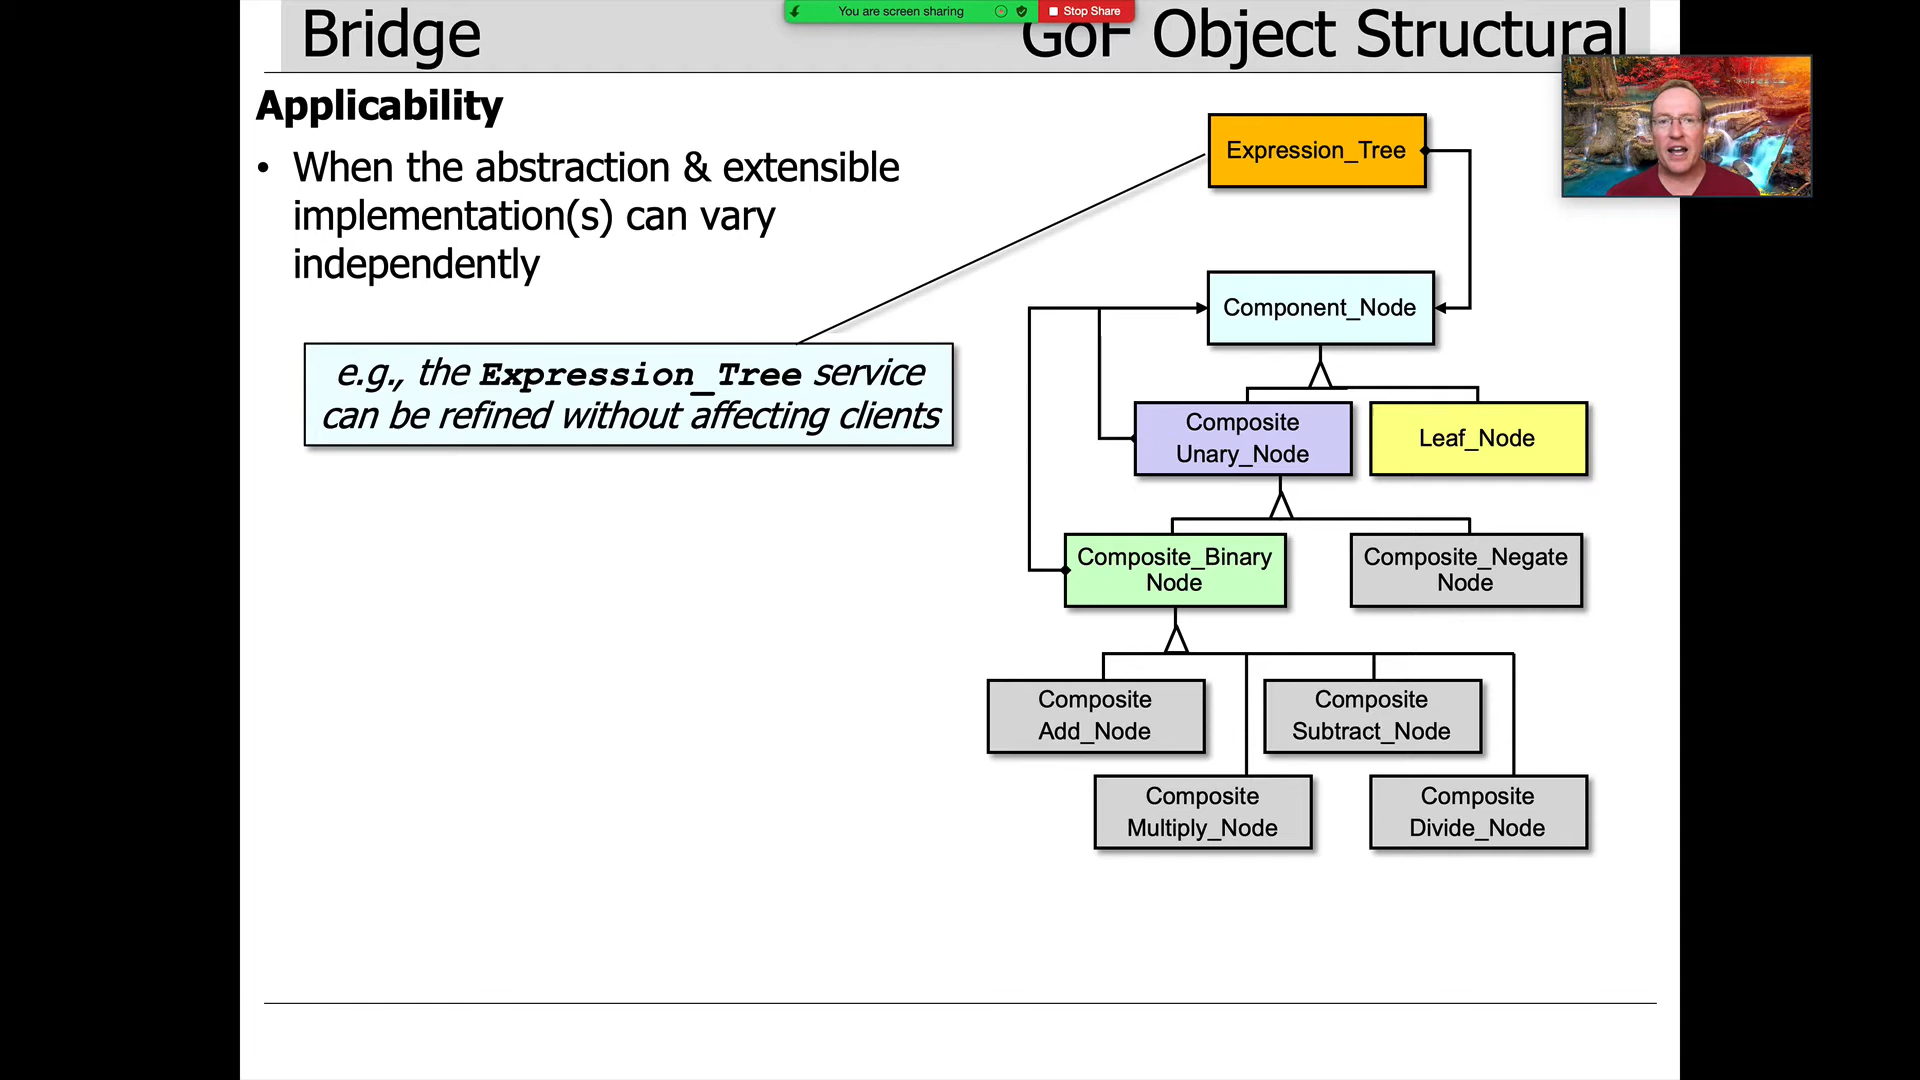 You are screen sharing
Stop Share
Bridge
GoF Object Structural
Applicability
• When the abstraction & extensible
implementation(s) can vary
independently
e.g., the Expression_Tree service
can be refined without affecting clients
Expression_Tree
Component_Node
Composite
Unary_Node
Leaf_Node
Composite_Binary
Node
Composite_Negate
Node
Composite
Add_Node
Composite
Subtract_Node
Composite
Multiply_Node
Composite
Divide_Node